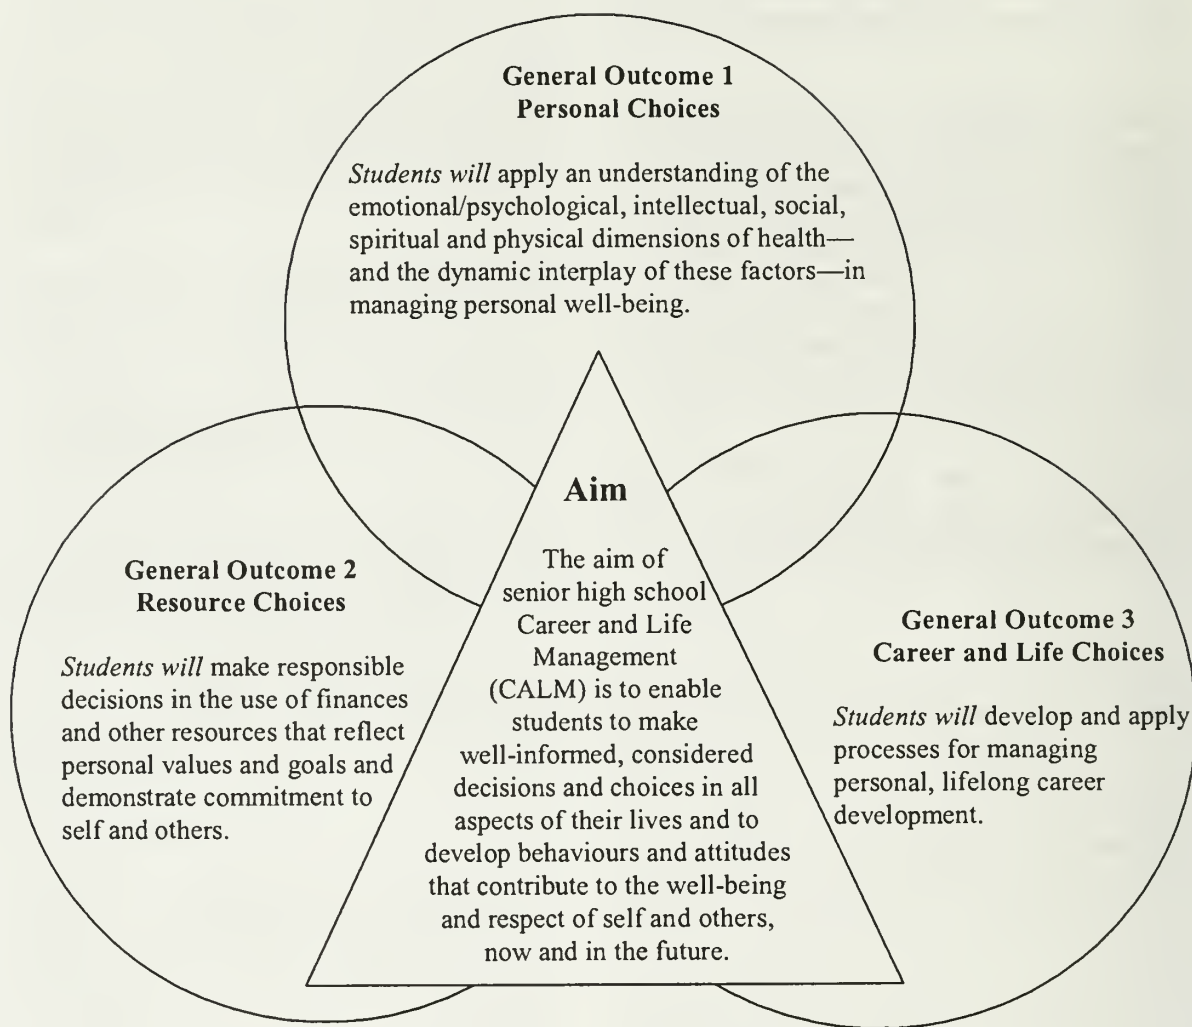 General Outcome 1
Personal Choices
Students will apply an understanding of the
emotional/psychological, intellectual, social,
spiritual and physical dimensions of health—
and the dynamic interplay of these factors—in
managing personal well-being.
Aim
The aim of
senior high school
Career and Life
Management
(CALM) is to enable
students to make
well-informed, considered
decisions and choices in all
aspects of their lives and to
develop behaviours and attitudes
that contribute to the well-being
and respect of self and others,
now and in the future.
General Outcome 2
Resource Choices
Students will make responsible
decisions in the use of finances
and other resources that reflect
personal values and goals and
demonstrate commitment to
self and others.
General Outcome 3
Career and Life Choices
Students will develop and apply
processes for managing
personal, lifelong career
development.